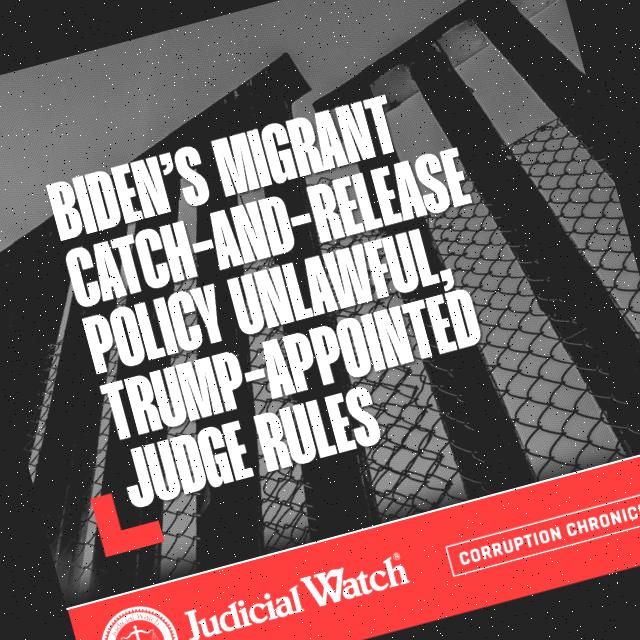 BIDEN'S MIGRANT
CATCH-AND-RELEASE
POLICY UNLAWFUL,
TRUMP-APPOINTED
JUDGE RULES
Judicial Watch®
CORRUPTION CHRONIC